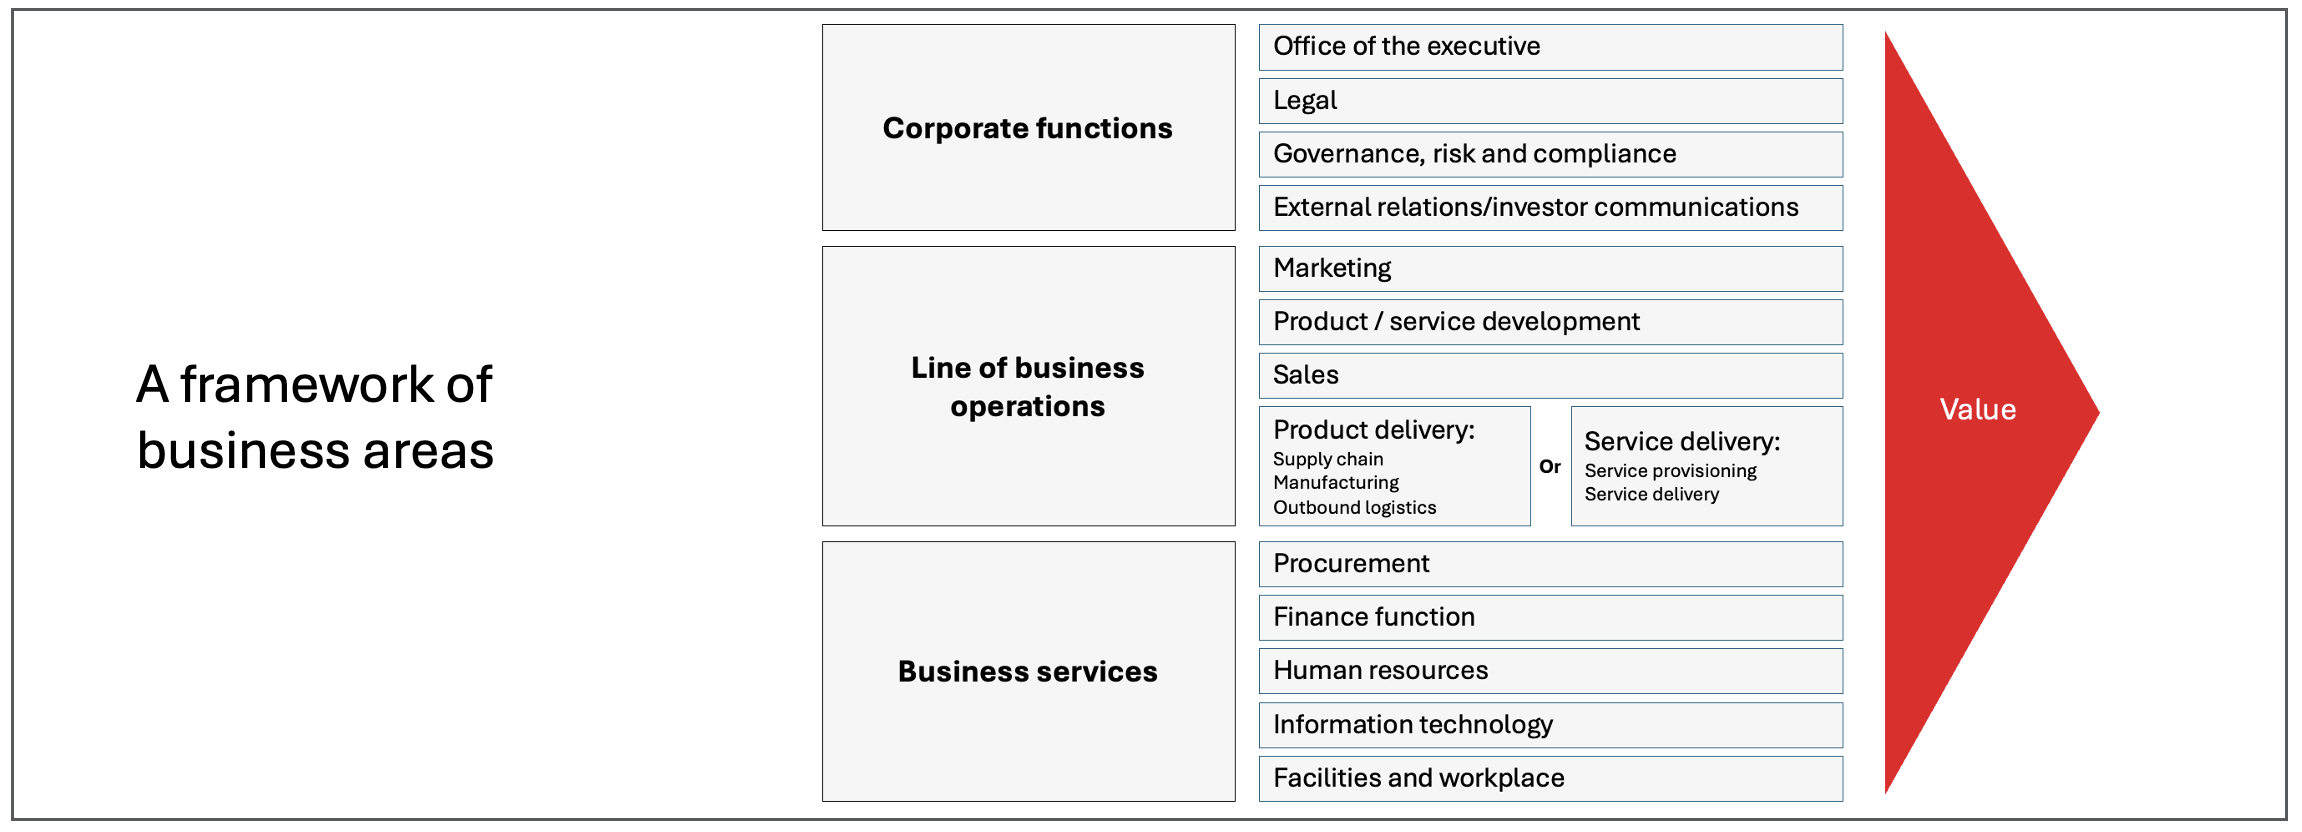 A framework of
business areas
Corporate functions
Office of the executive
Legal
Governance, risk and compliance
External relations/investor communications
Line of business
operations
Marketing
Product / service development
Sales
Product delivery:
Supply chain
Manufacturing
Outbound logistics
Or
Service delivery:
Service provisioning
Service delivery
Business services
Procurement
Finance function
Human resources
Information technology
Facilities and workplace
Value